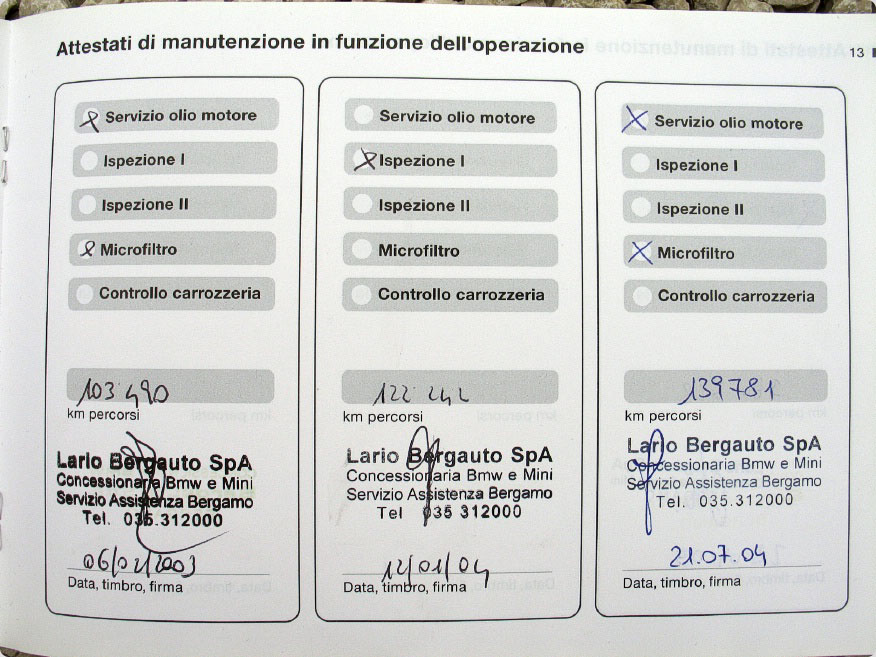 Attestati di manutenzione in funzione dell'operazione
13
Servizio olio motore
Ispezione I
Ispezione II
Microfiltro
Controllo carrozzeria
103 490
km percorsi
Lario Bergauto SpA
Concessionaria Bmw e Mini
Servizio Assistenza Bergamo
Tel. 035.312000
06/02/2003
Data, timbro, firma
Servizio olio motore
Ispezione I
Ispezione II
Microfiltro
Controllo carrozzeria
122 242
km percorsi
Lario Bergauto SpA
Concessionaria Bmw e Mini
Servizio Assistenza Bergamo
Tel 035 312000
12/01/04
Data, timbro, firma
Servizio olio motore
Ispezione I
Ispezione II
Microfiltro
Controllo carrozzeria
139781
km percorsi
Lario Bergauto SpA
Concessionaria Bmw e Mini
Servizio Assistenza Bergamo
Tel. 035.312000
21.07.04
Data, timbro, firma